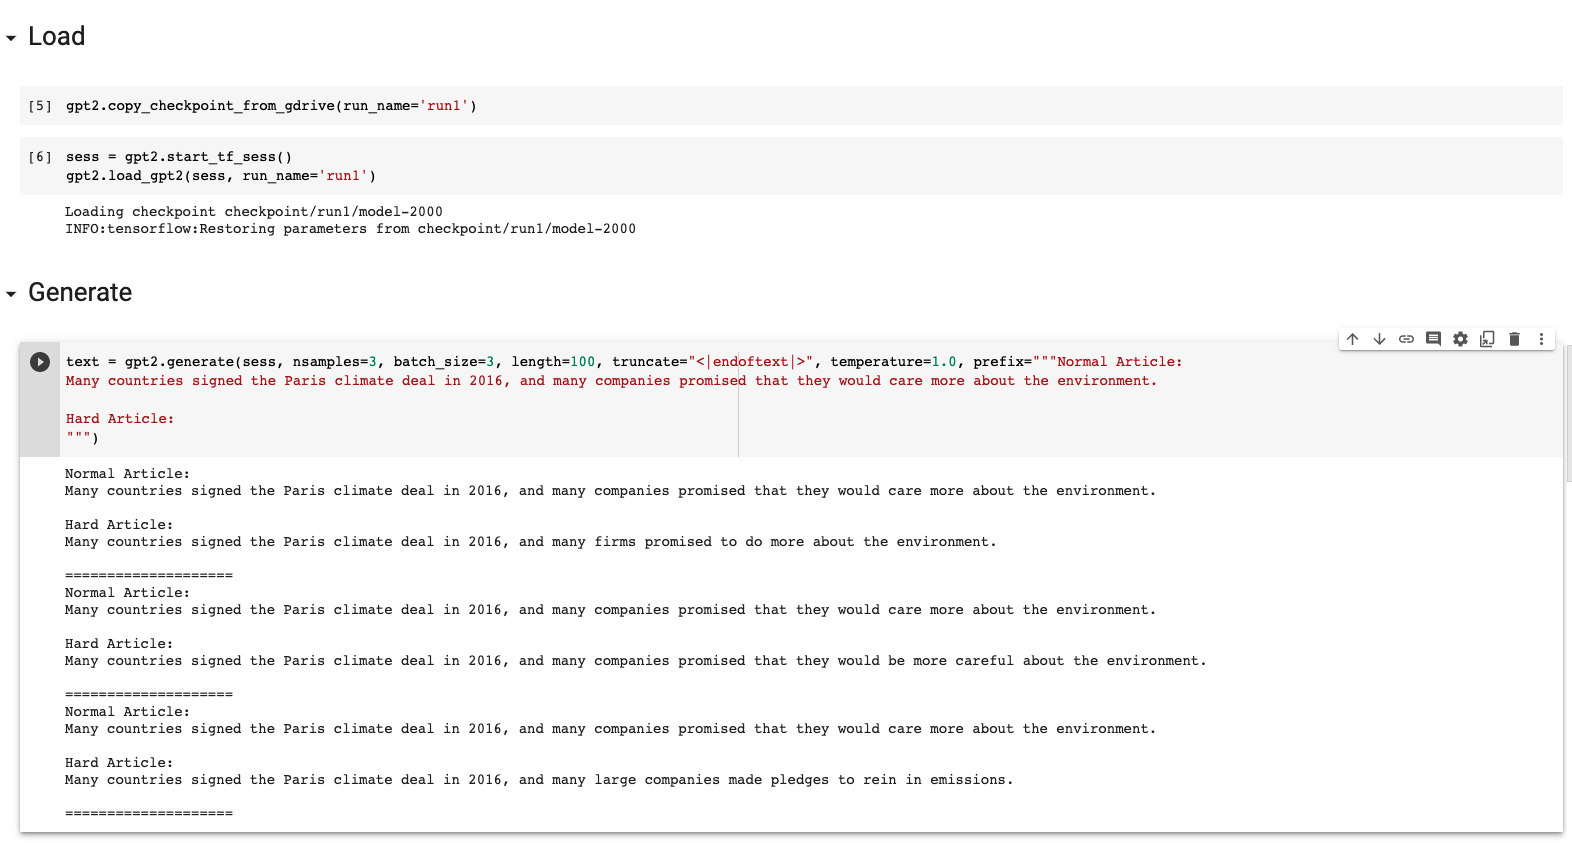 Load
[5] gpt2.copy_checkpoint_from_gdrive(run_name='run1')
[6] sess = gpt2.start_tf_sess()
gpt2.load_gpt2(sess, run_name='run1')
Loading checkpoint checkpoint/run1/model-2000
INFO:tensorflow:Restoring parameters from checkpoint/run1/model-2000
Generate
text = gpt2.generate(sess, nsamples=3, batch_size=3, length=100, truncate="<|endoftext|>", temperature=1.0, prefix="""Normal Article:
Many countries signed the Paris climate deal in 2016, and many companies promised that they would care more about the environment.
Hard Article:
""")
Normal Article:
Many countries signed the Paris climate deal in 2016, and many companies promised that they would care more about the environment.
Hard Article:
Many countries signed the Paris climate deal in 2016, and many firms promised to do more about the environment.
====================
Normal Article:
Many countries signed the Paris climate deal in 2016, and many companies promised that they would care more about the environment.
Hard Article:
Many countries signed the Paris climate deal in 2016, and many companies promised that they would be more careful about the environment.
====================
Normal Article:
Many countries signed the Paris climate deal in 2016, and many companies promised that they would care more about the environment.
Hard Article:
Many countries signed the Paris climate deal in 2016, and many large companies made pledges to rein in emissions.
====================